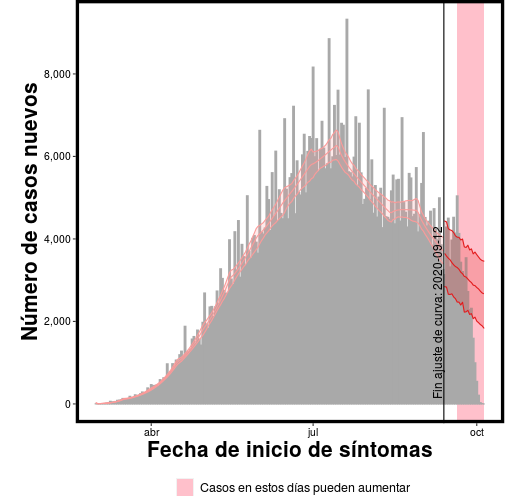 Número de casos nuevos
8,000
6,000
4,000
2,000
0
Fin ajuste de curva: 2020-09-12
abr
jul
oct
Fecha de inicio de síntomas
Casos en estos días pueden aumentar